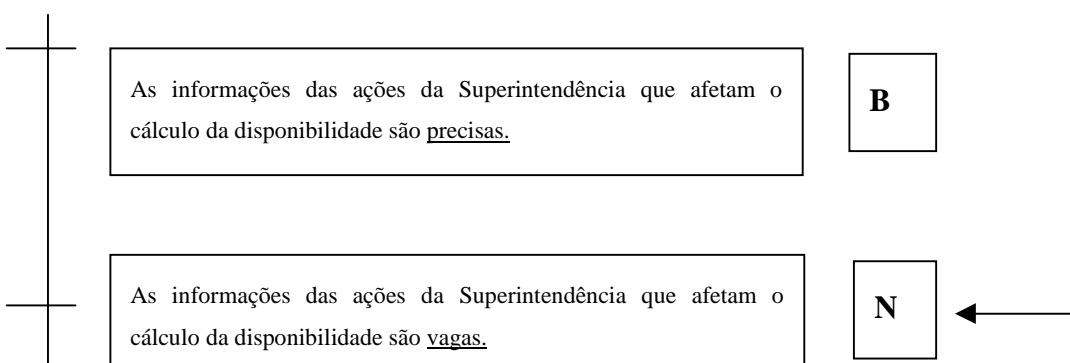 As informações das ações da Superintendência que afetam o
cálculo da disponibilidade são precisas.
B
As informações das ações da Superintendência que afetam o
cálculo da disponibilidade são vagas.
N